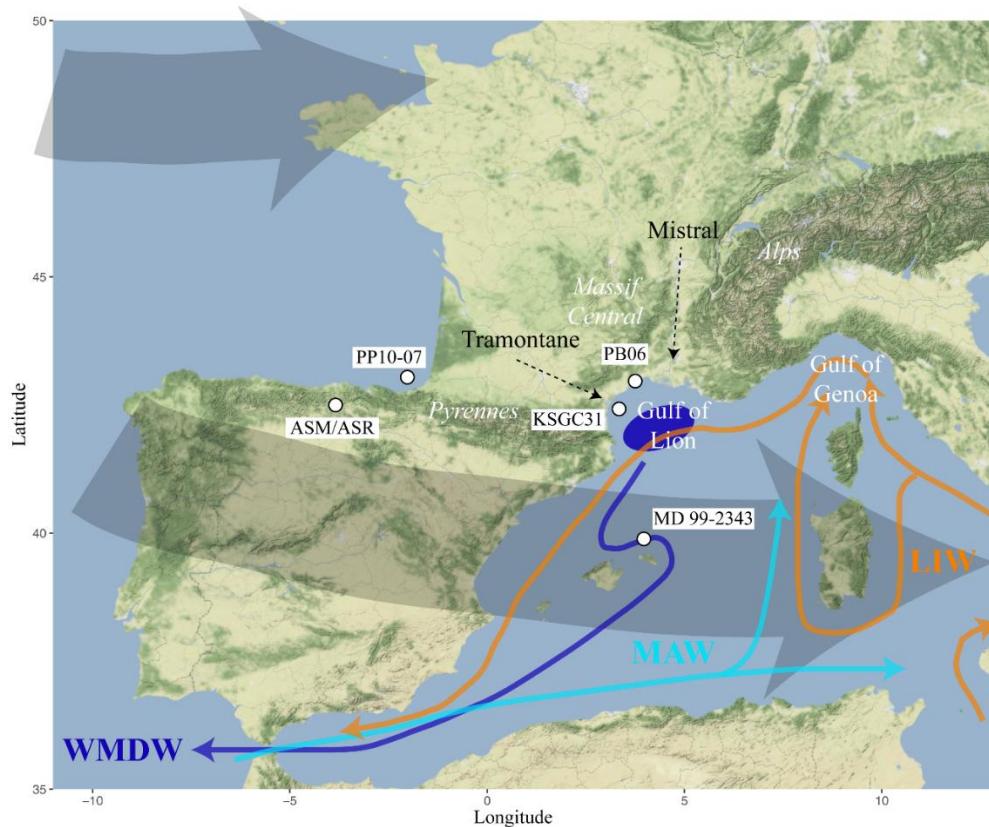 50
45
40
35
Latitude
-10
-5
0
5
10
Longitude
Mistral
Alps
Massif
Central
Tramontane
PB06
PP10-07
Gulf of
Genoa
Pyrennes
KSGC31
Gulf of
Lion
ASM/ASR
MD 99-2343
LIW
MAW
WMDW